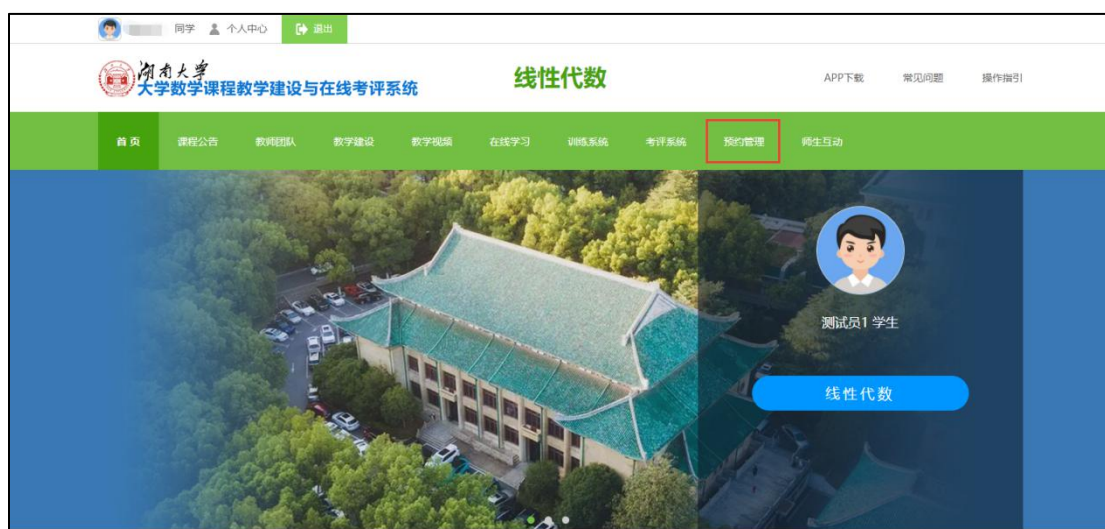 同学 个人中心 退出
湖南大学
大学数学课程教学建设与在线考评系统
线性代数
APP下载 常见问题 操作指引
首页 课程公告 教师团队 教学建设 教学视频 在线学习 训练系统 考评系统 预约管理 师生互动
测试员1 学生
线性代数